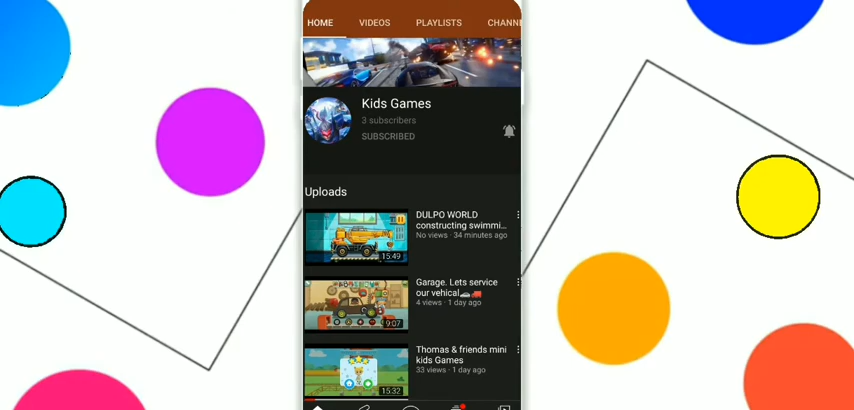 HOME VIDEOS PLAYLISTS CHANNE
Kids Games
3 subscribers
SUBSCRIBED
Uploads
DULPO WORLD
constructing swimmi...
No views · 34 minutes ago
15:49
Garage. Lets service
our vehical🚗🚒
4 views · 1 day ago
9:07
Thomas & friends mini
kids Games
33 views · 1 day ago
15:32